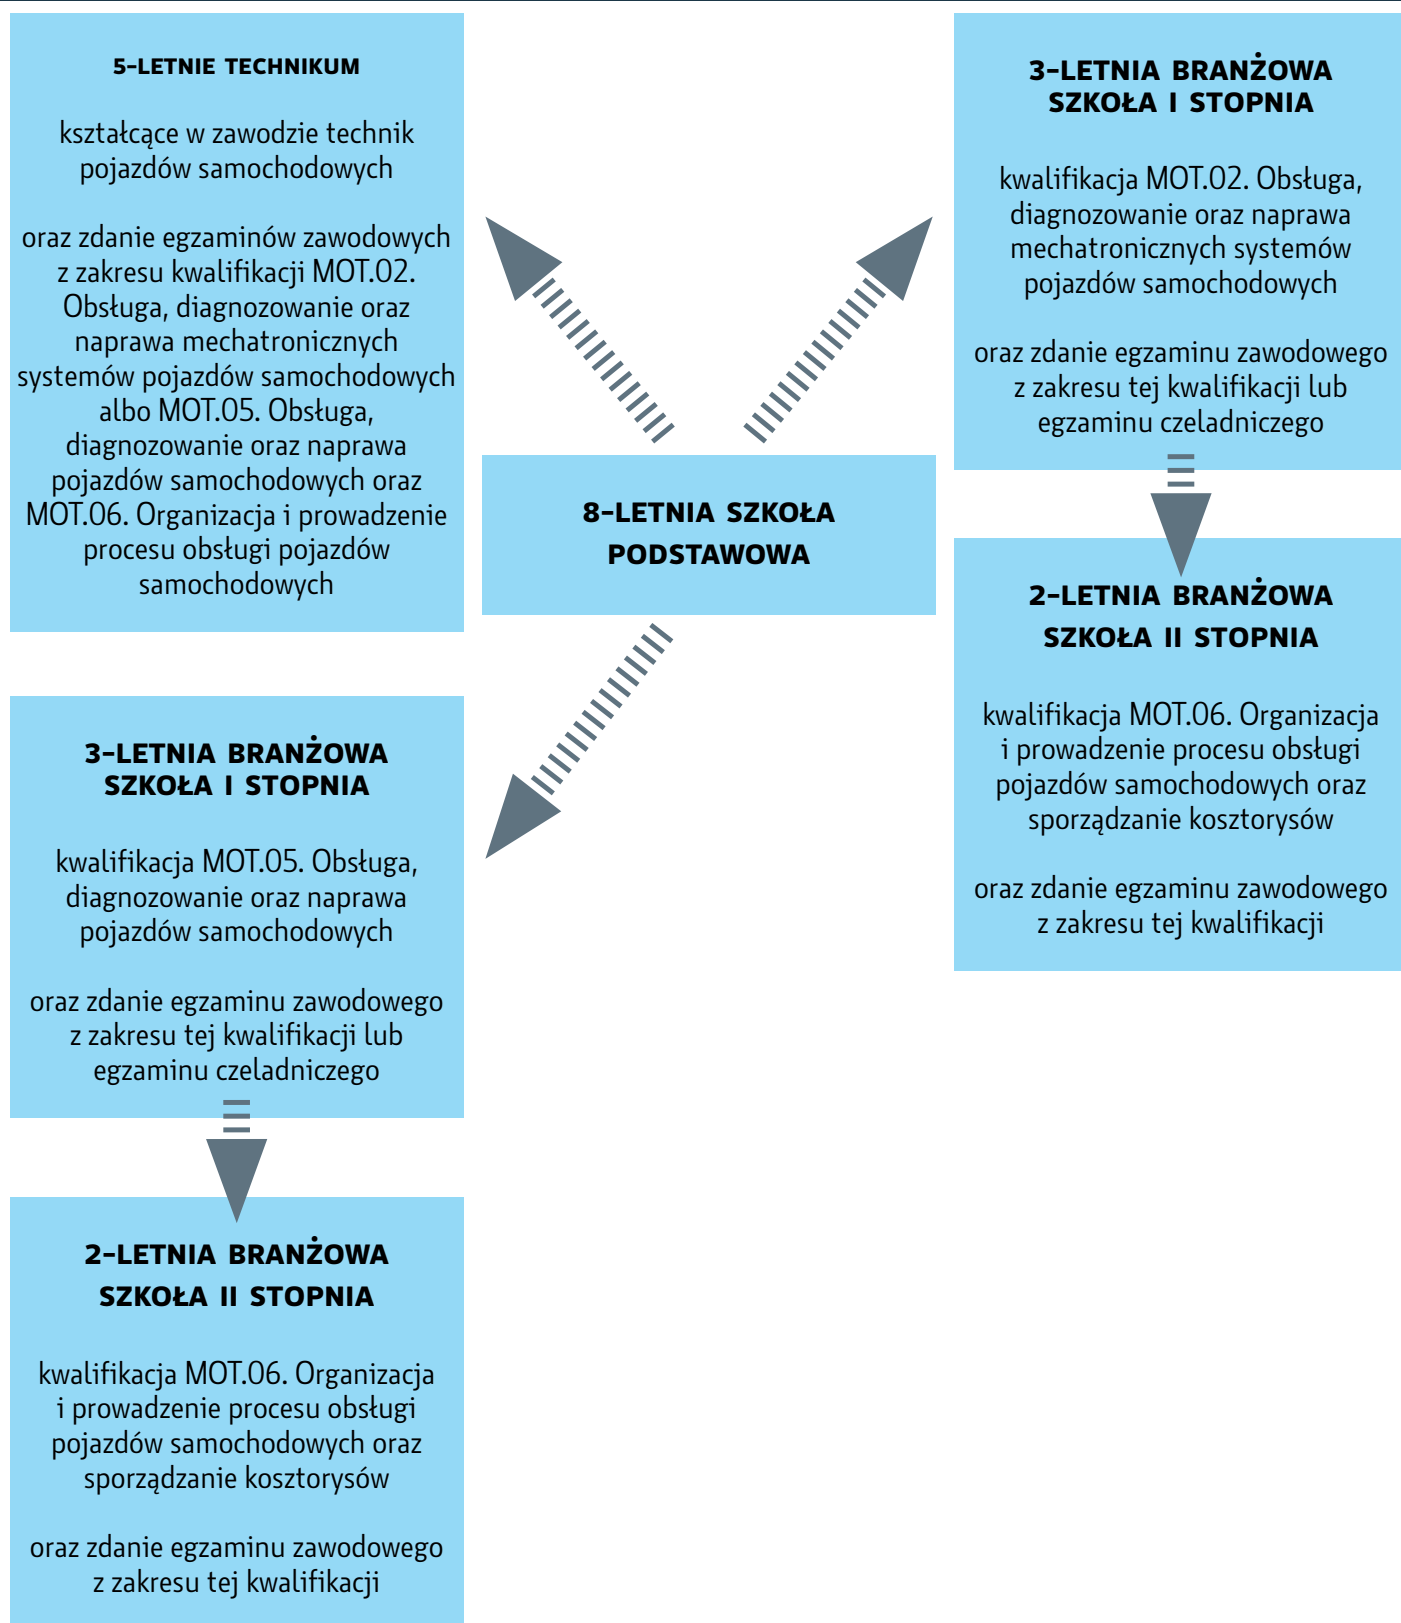 5-LETNIE TECHNIKUM
kształcące w zawodzie technik
pojazdów samochodowych
oraz zdanie egzaminów zawodowych
z zakresu kwalifikacji MOT.02.
Obsługa, diagnozowanie oraz
naprawa mechatronicznych
systemów pojazdów samochodowych
albo MOT.05. Obsługa,
diagnozowanie oraz naprawa
pojazdów samochodowych oraz
MOT.06. Organizacja i prowadzenie
procesu obsługi pojazdów
samochodowych
8-LETNIA SZKOŁA
PODSTAWOWA
3-LETNIA BRANŻOWA
SZKOŁA I STOPNIA
kwalifikacja MOT.02. Obsługa,
diagnozowanie oraz naprawa
mechatronicznych systemów
pojazdów samochodowych
oraz zdanie egzaminu zawodowego
z zakresu tej kwalifikacji lub
egzaminu czeladniczego
2-LETNIA BRANŻOWA
SZKOŁA II STOPNIA
kwalifikacja MOT.06. Organizacja
i prowadzenie procesu obsługi
pojazdów samochodowych oraz
sporządzanie kosztorysów
oraz zdanie egzaminu zawodowego
z zakresu tej kwalifikacji
3-LETNIA BRANŻOWA
SZKOŁA I STOPNIA
kwalifikacja MOT.05. Obsługa,
diagnozowanie oraz naprawa
pojazdów samochodowych
oraz zdanie egzaminu zawodowego
z zakresu tej kwalifikacji lub
egzaminu czeladniczego
2-LETNIA BRANŻOWA
SZKOŁA II STOPNIA
kwalifikacja MOT.06. Organizacja
i prowadzenie procesu obsługi
pojazdów samochodowych oraz
sporządzanie kosztorysów
oraz zdanie egzaminu zawodowego
z zakresu tej kwalifikacji